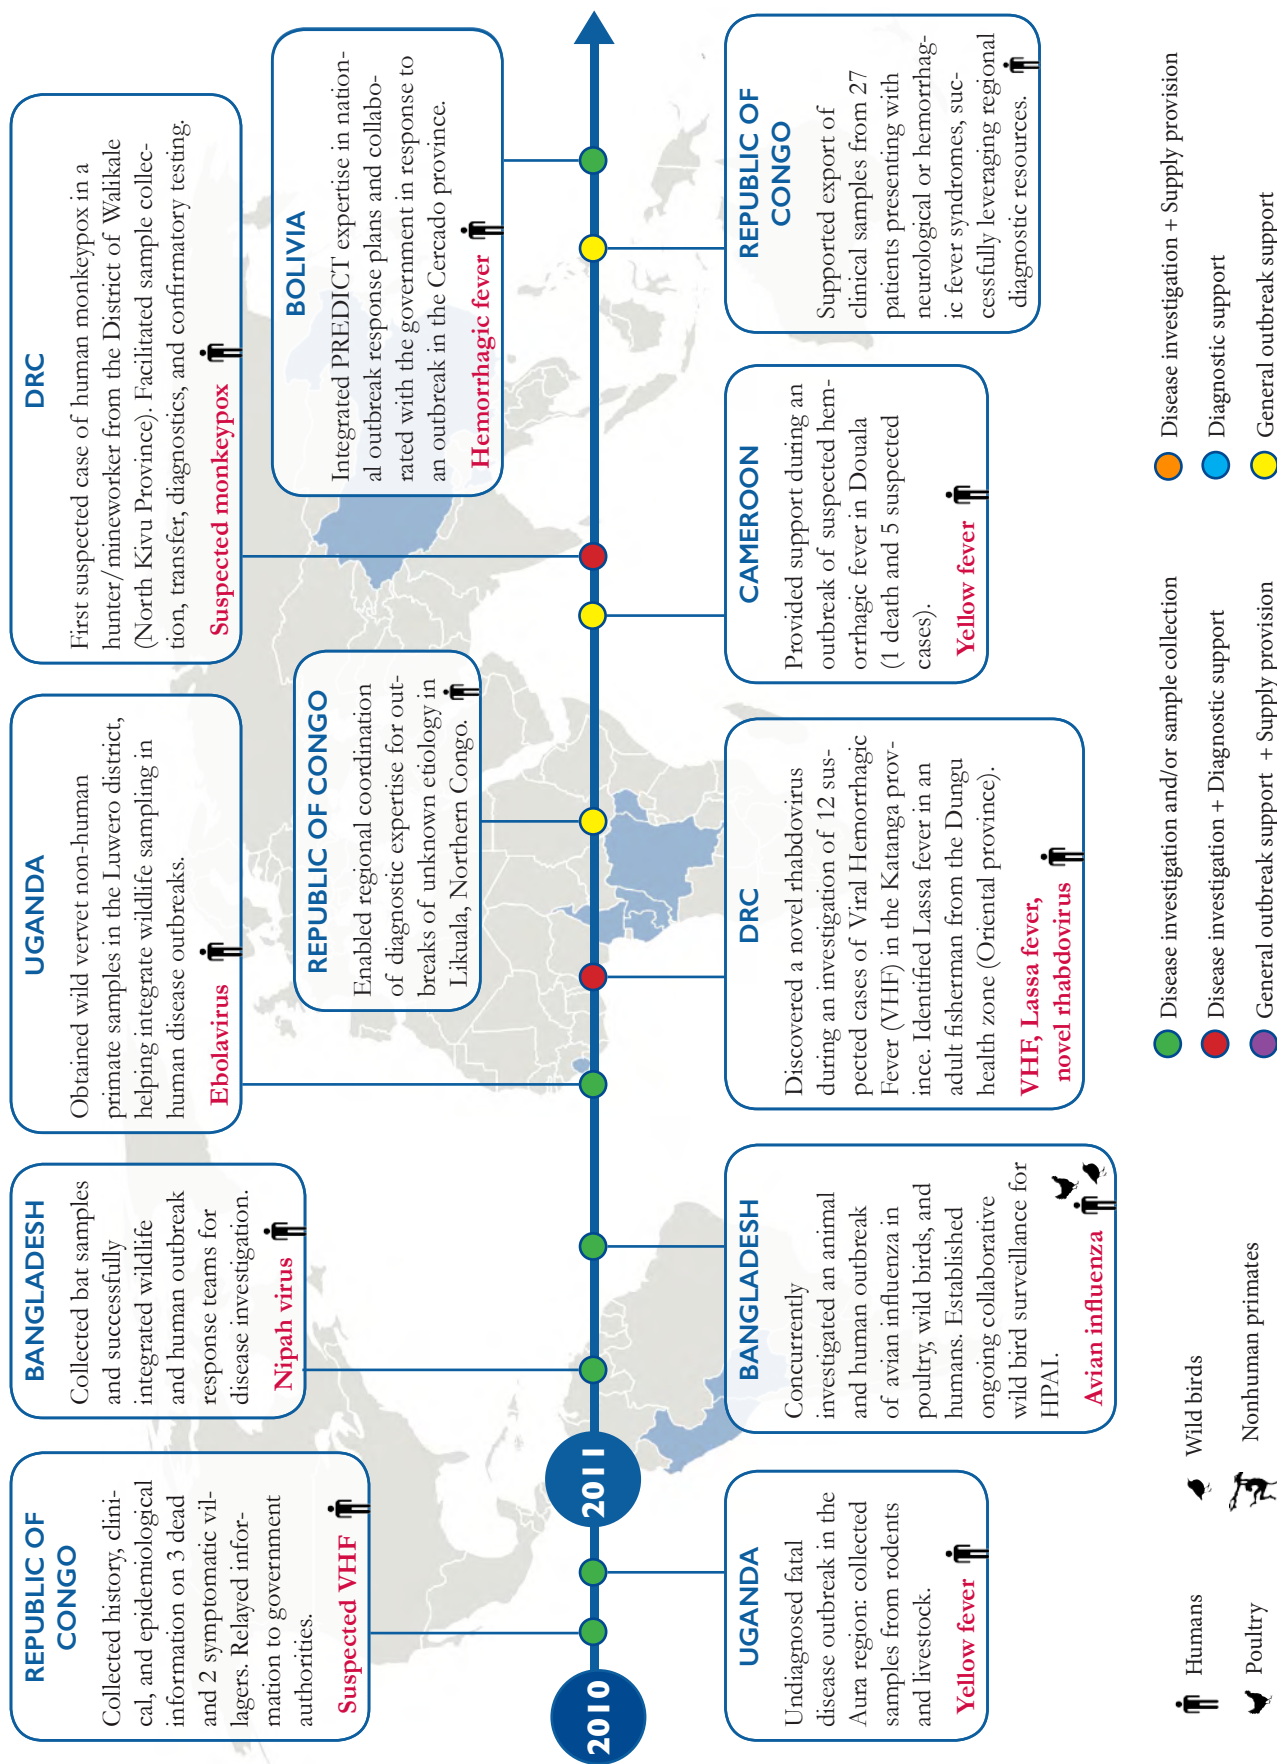 REPUBLIC OF
CONGO
Collected history, clini-
cal, and epidemiological
information on 3 dead
and 2 symptomatic vil-
lagers. Relayed infor-
mation to government
authorities.
Suspected VHF
BANGLADESH
Collected bat samples
and successfully
integrated wildlife
and human outbreak
response teams for
disease investigation.
Nipah virus
UGANDA
Obtained wild vervet non-human
primate samples in the Luwero district,
helping integrate wildlife sampling in
human disease outbreaks.
Ebolavirus
REPUBLIC OF CONGO
Enabled regional coordination
of diagnostic expertise for out-
breaks of unknown etiology in
Likuala, Northern Congo.
DRC
First suspected case of human monkeypox in a
hunter/mineworker from the District of Walikale
(North Kivu Province). Facilitated sample collec-
tion, transfer, diagnostics, and confirmatory testing.
Suspected monkeypox
BOLIVIA
Integrated PREDICT expertise in nation-
al outbreak response plans and collabo-
rated with the government in response to
an outbreak in the Cercado province.
Hemorrhagic fever
2010
2011
UGANDA
Undiagnosed fatal
disease outbreak in the
Aura region: collected
samples from rodents
and livestock.
Yellow fever
BANGLADESH
Concurrently
investigated an animal
and human outbreak
of avian influenza in
poultry, wild birds, and
humans. Established
ongoing collaborative
wild bird surveillance for
HPAI.
Avian influenza
DRC
Discovered a novel rhabdovirus
during an investigation of 12 sus-
pected cases of Viral Hemorrhagic
Fever (VHF) in the Katanga prov-
ince. Identified Lassa fever in an
adult fisherman from the Dungu
health zone (Oriental province).
VHF, Lassa fever,
novel rhabdovirus
CAMEROON
Provided support during an
outbreak of suspected hem-
orrhagic fever in Douala
(1 death and 5 suspected
cases).
Yellow fever
REPUBLIC OF
CONGO
Supported export of
clinical samples from 27
patients presenting with
neurological or hemorrhag-
ic fever syndromes, suc-
cessfully leveraging regional
diagnostic resources.
Humans
Wild birds
Poultry
Nonhuman primates
Disease investigation and/or sample collection
Disease investigation + Diagnostic support
General outbreak support + Supply provision
Disease investigation + Supply provision
Diagnostic support
General outbreak support